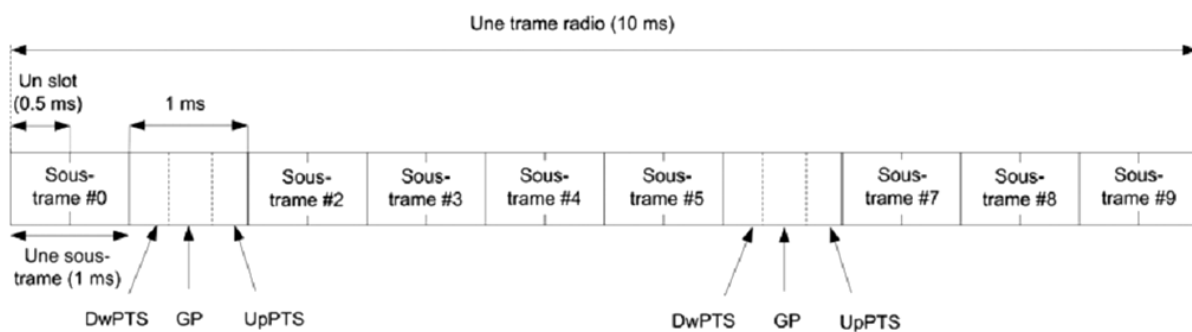 Une trame radio (10 ms)
Un slot
(0.5 ms)
1 ms
Sous-
trame #0
Sous-
trame #2
Sous-
trame #3
Sous-
trame #4
Sous-
trame #5
Sous-
trame #7
Sous-
trame #8
Sous-
trame #9
Une sous-
trame (1 ms)
DwPTS GP UpPTS
DwPTS GP UpPTS